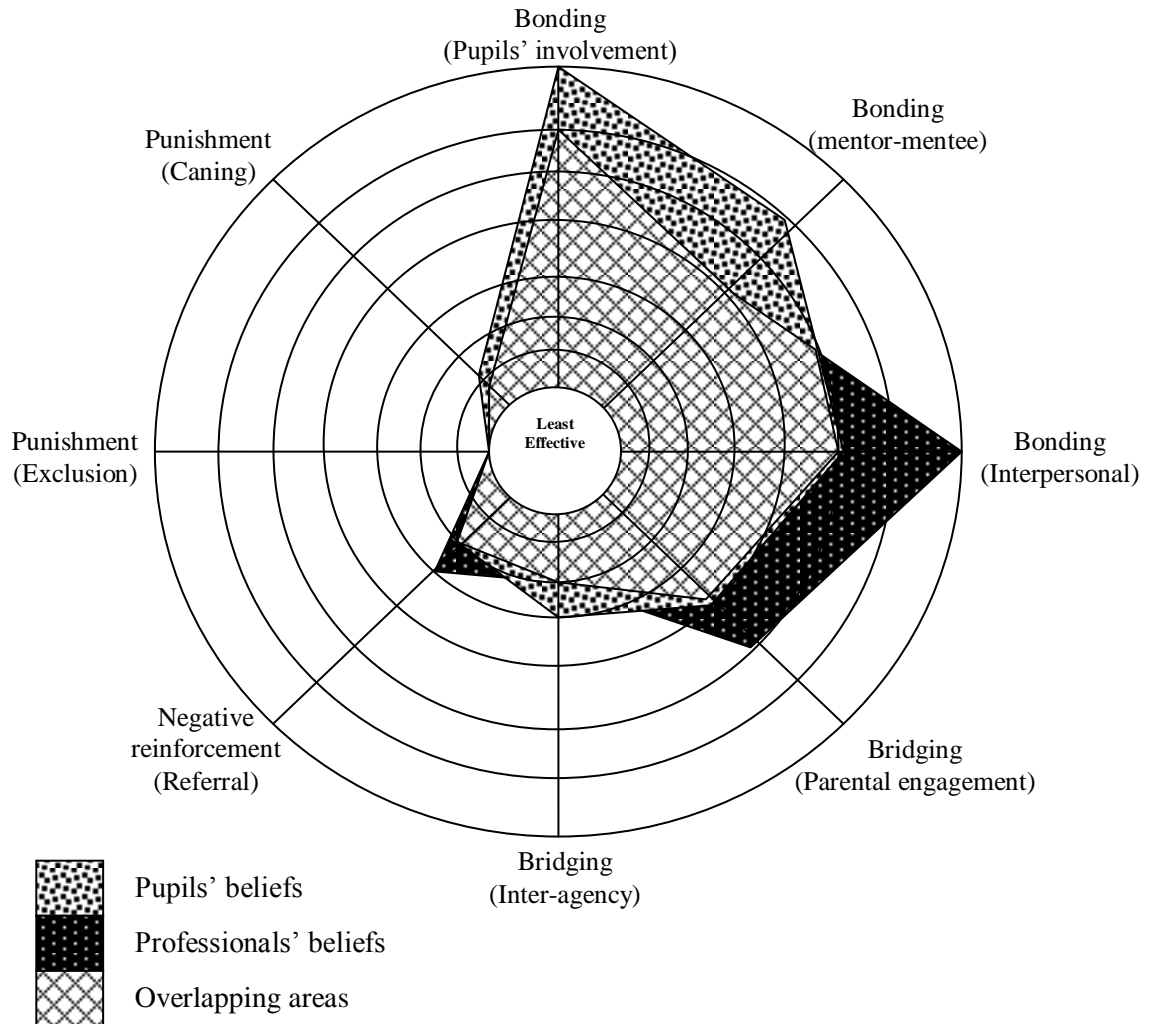 Bonding
(Pupils’ involvement)
Bonding
(mentor-mentee)
Punishment
(Caning)
Least
Effective
Punishment
(Exclusion)
Bonding
(Interpersonal)
Negative
reinforcement
(Referral)
Bridging
(Parental engagement)
Bridging
(Inter-agency)
Pupils’ beliefs
Professionals’ beliefs
Overlapping areas